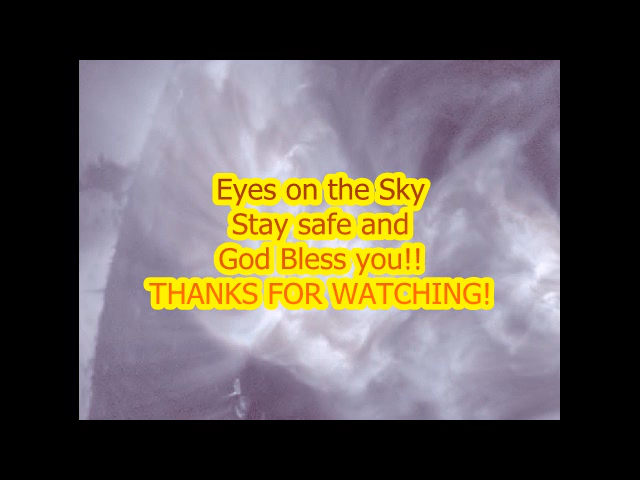 Eyes on the Sky
Stay safe and
God Bless you!!
THANKS FOR WATCHING!